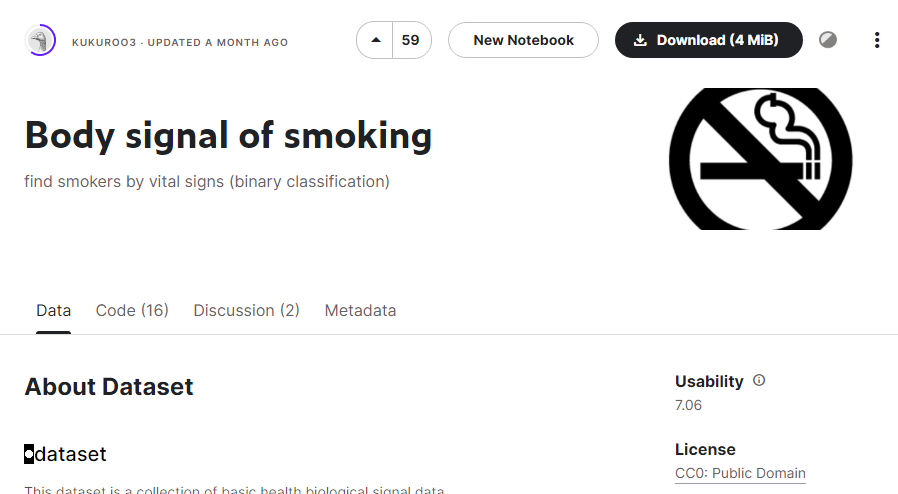 KUKUROO3 · UPDATED A MONTH AGO
59
New Notebook
Download (4 MiB)
Body signal of smoking
find smokers by vital signs (binary classification)
Data
Code (16)
Discussion (2)
Metadata
About Dataset
Usability
7.06
dataset
License
CC0: Public Domain
This dataset is a collection of basic health biological signal data